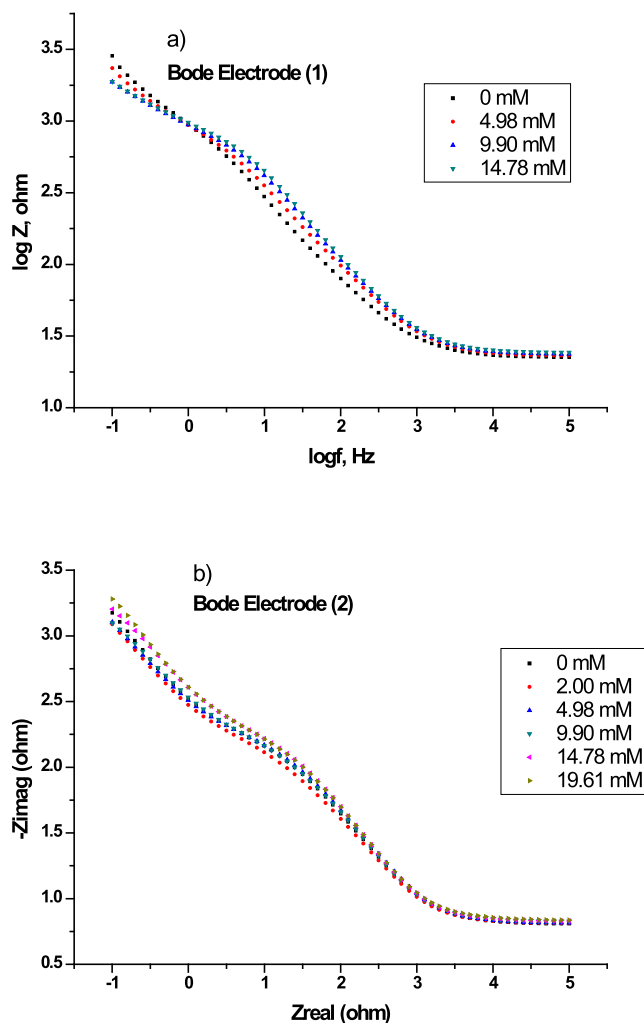 a)
Bode Electrode (1)
0 mM
4.98 mM
9.90 mM
14.78 mM
log Z, ohm
3.5
3.0
2.5
2.0
1.5
1.0
-1 0 1 2 3 4 5
logf, Hz
b)
Bode Electrode (2)
0 mM
2.00 mM
4.98 mM
9.90 mM
14.78 mM
19.61 mM
-Zimag (ohm)
3.5
3.0
2.5
2.0
1.5
1.0
0.5
-1 0 1 2 3 4 5
Zreal (ohm)